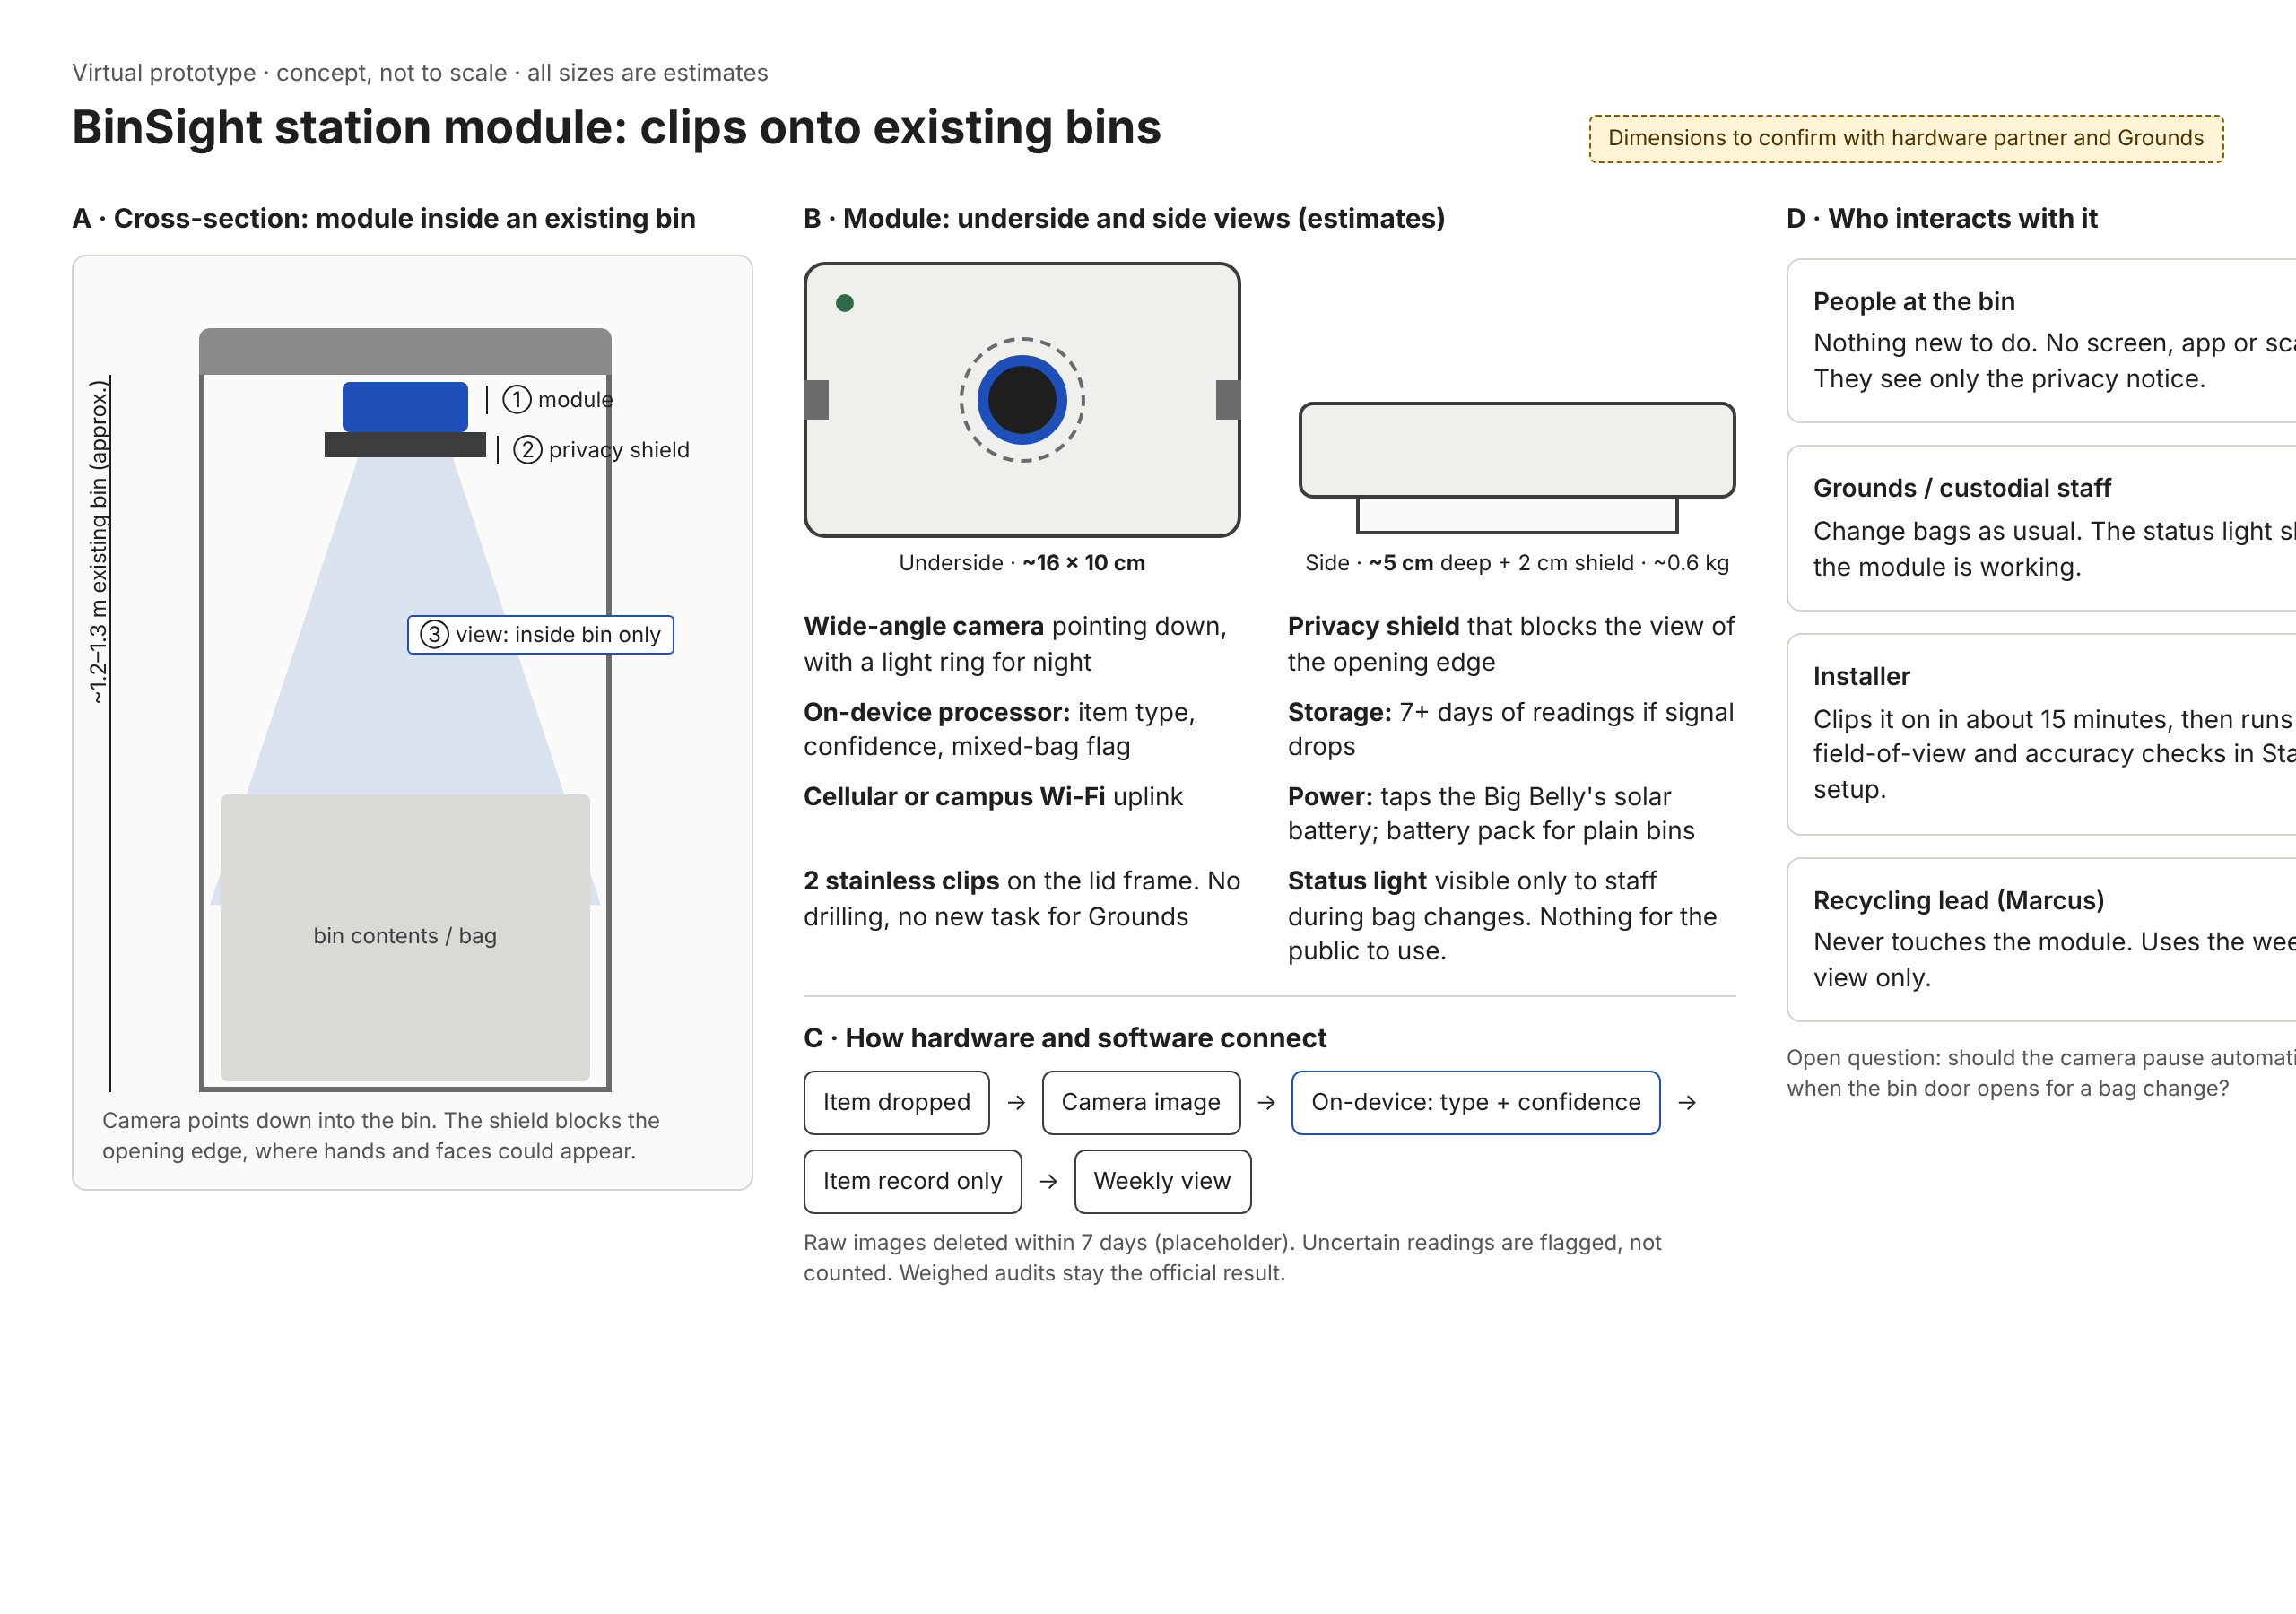 Virtual prototype · concept, not to scale · all sizes are estimates
BinSight station module: clips onto existing bins
Dimensions to confirm with hardware partner and Grounds
A · Cross-section: module inside an existing bin
~1.2–1.3 m existing bin (approx.)
① module
② privacy shield
③ view: inside bin only
bin contents / bag
Camera points down into the bin. The shield blocks the
opening edge, where hands and faces could appear.
B · Module: underside and side views (estimates)
Underside · ~16 × 10 cm
Side · ~5 cm deep + 2 cm shield · ~0.6 kg
Wide-angle camera pointing down,
with a light ring for night
Privacy shield that blocks the view of
the opening edge
On-device processor: item type,
confidence, mixed-bag flag
Storage: 7+ days of readings if signal
drops
Cellular or campus Wi-Fi uplink
Power: taps the Big Belly's solar
battery; battery pack for plain bins
2 stainless clips on the lid frame. No
drilling, no new task for Grounds
Status light visible only to staff
during bag changes. Nothing for the
public to use.
C · How hardware and software connect
Item dropped → Camera image → On-device: type + confidence →
Item record only → Weekly view
Raw images deleted within 7 days (placeholder). Uncertain readings are flagged, not
counted. Weighed audits stay the official result.
D · Who interacts with it
People at the bin
Nothing new to do. No screen, app or
They see only the privacy notice.
Grounds / custodial staff
Change bags as usual. The status light
the module is working.
Installer
Clips it on in about 15 minutes, then runs
field-of-view and accuracy checks in
setup.
Recycling lead (Marcus)
Never touches the module. Uses the
view only.
Open question: should the camera pause
when the bin door opens for a bag change?